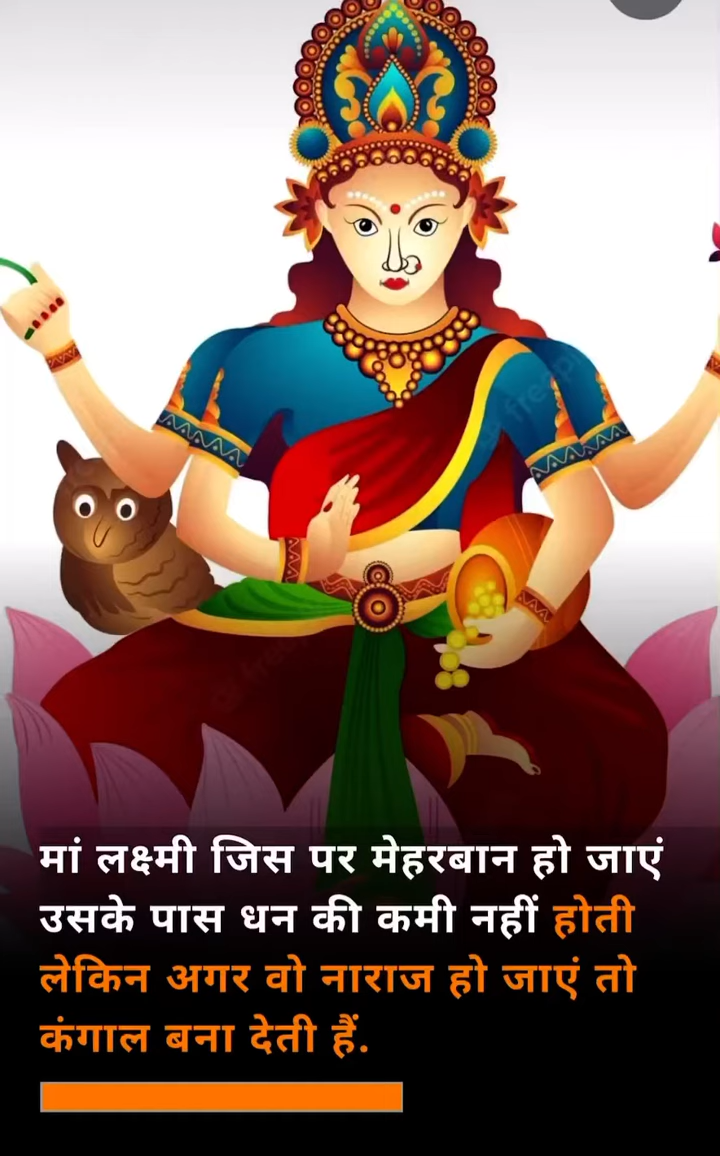 मां लक्ष्मी जिस पर मेहरबान हो जाएं
उसके पास धन की कमी नहीं होती
लेकिन अगर वो नाराज हो जाएं तो
कंगाल बना देती हैं.